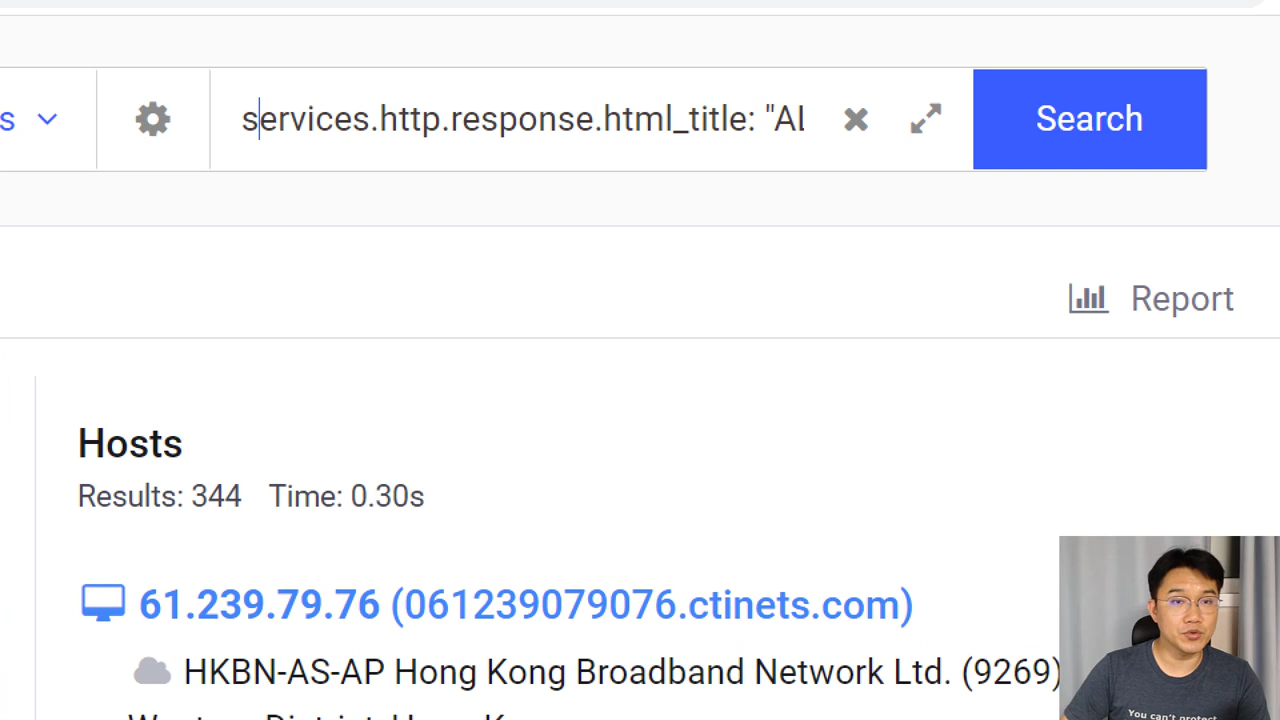 s
services.http.response.html_title: "AL
Search
Report
Hosts
Results: 344 Time: 0.30s
61.239.79.76 (061239079076.ctinets.com)
HKBN-AS-AP Hong Kong Broadband Network Ltd. (9269)
You can't protect